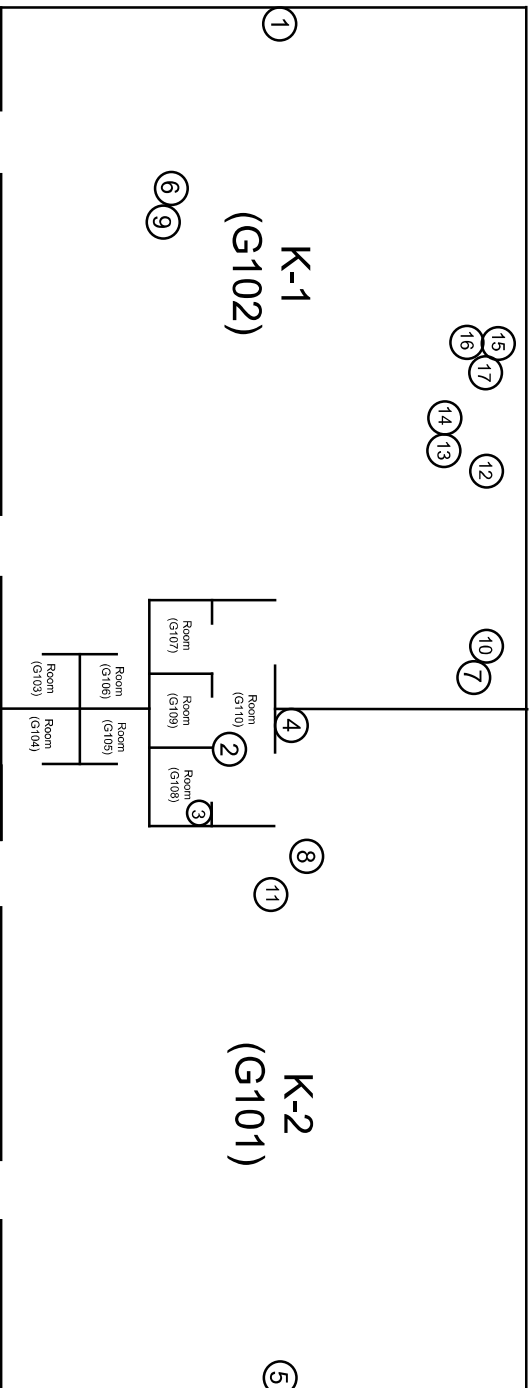 15
17
12
10
7
16
14
13
8
4
1
K-1
(G102)
K-2
(G101)
5
11
Room
(G110)
2
3
Room
(G107)
Room
(G109)
Room
(G108)
6
9
Room
(G106)
Room
(G105)
Room
(G103)
Room
(G104)